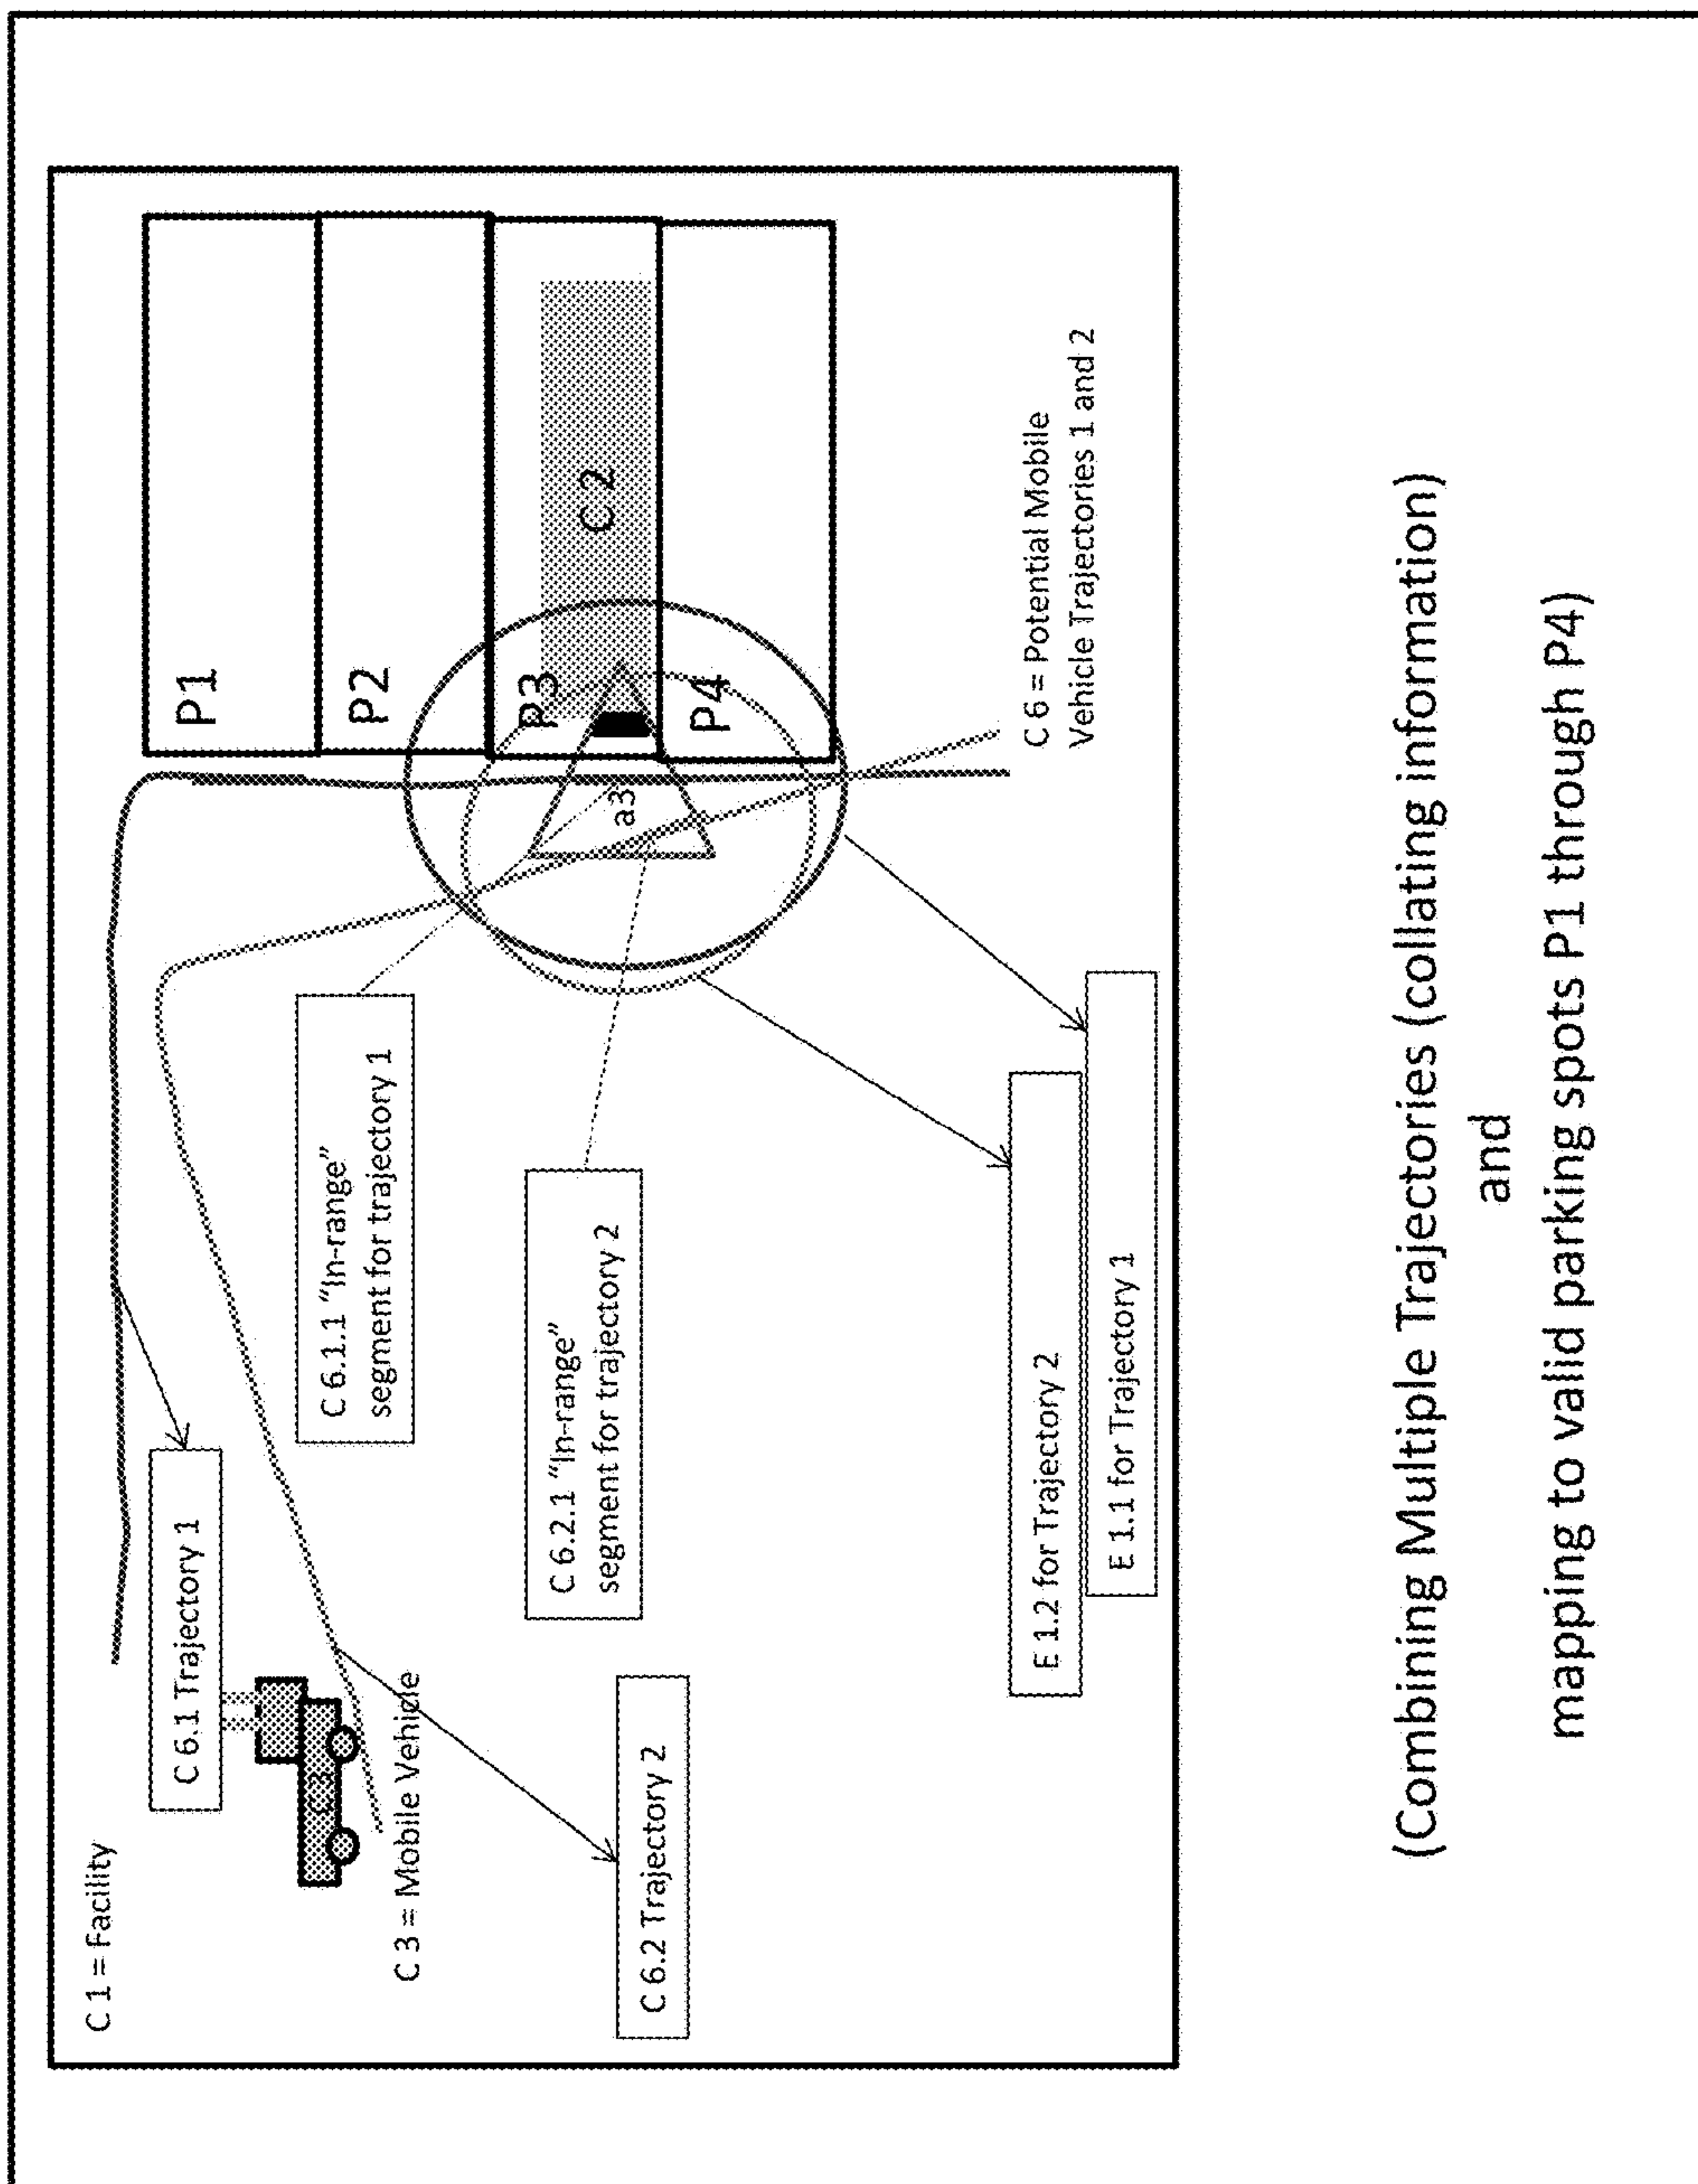 C 1 = Facility
C 6.1 Trajectory 1
C 3
C 3 = Mobile Vehicle
C 6.2 Trajectory 2
C 6.1.1 “In-range”
segment for trajectory 1
C 6.2.1 “In-range”
segment for trajectory 2
E 1.2 for Trajectory 2
E 1.1 for Trajectory 1
P1
P2
P3
C 2
a3
P4
C 6 = Potential Mobile
Vehicle Trajectories 1 and 2
(Combining Multiple Trajectories (collating information)
and
mapping to valid parking spots P1 through P4)